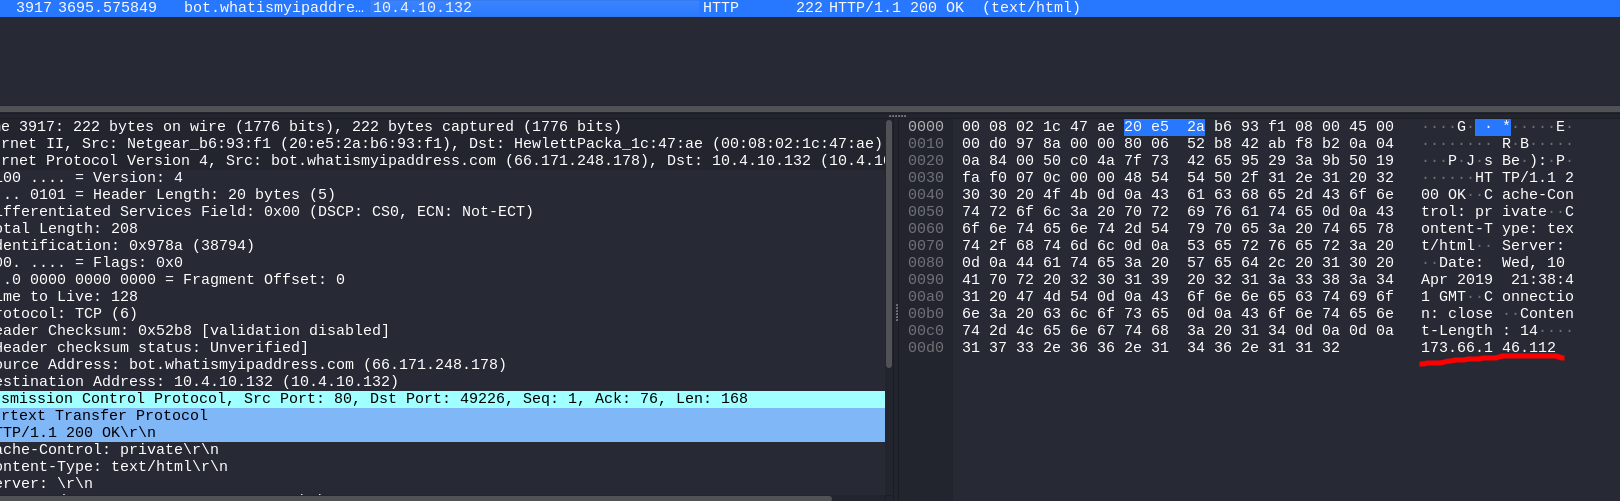 3917 3695.575849 bot.whatismyipaddre… 10.4.10.132 HTTP 222 HTTP/1.1 200 OK (text/html)
e 3917: 222 bytes on wire (1776 bits), 222 bytes captured (1776 bits)
rnet II, Src: Netgear_b6:93:f1 (20:e5:2a:b6:93:f1), Dst: HewlettPacka_1c:47:ae (00:08:02:1c:47:ae)
rnet Protocol Version 4, Src: bot.whatismyipaddress.com (66.171.248.178), Dst: 10.4.10.132 (10.4.1
100 .... = Version: 4
.. 0101 = Header Length: 20 bytes (5)
ifferentiated Services Field: 0x00 (DSCP: CS0, ECN: Not-ECT)
otal Length: 208
dentification: 0x978a (38794)
00. .... = Flags: 0x0
..0 0000 0000 0000 = Fragment Offset: 0
ime to Live: 128
rotocol: TCP (6)
eader Checksum: 0x52b8 [validation disabled]
Header checksum status: Unverified]
ource Address: bot.whatismyipaddress.com (66.171.248.178)
estination Address: 10.4.10.132 (10.4.10.132)
smission Control Protocol, Src Port: 80, Dst Port: 49226, Seq: 1, Ack: 76, Len: 168
rtext Transfer Protocol
TP/1.1 200 OK\r\n
ache-Control: private\r\n
ontent-Type: text/html\r\n
erver: \r\n
0000 00 08 02 1c 47 ae 20 e5 2a b6 93 f1 08 00 45 00 ····G· ·*·····E·
0010 00 d0 97 8a 00 00 80 06 52 b8 42 ab f8 b2 0a 04 ········R·B·····
0020 0a 84 00 50 c0 4a 7f 73 42 65 95 29 3a 9b 50 19 ···P·J·sBe·):·P·
0030 fa f0 07 0c 00 00 48 54 54 50 2f 31 2e 31 20 32 ······HTTP/1.1 2
0040 30 30 20 4f 4b 0d 0a 43 61 63 68 65 2d 43 6f 6e 00 OK··Cache-Con
0050 74 72 6f 6c 3a 20 70 72 69 76 61 74 65 0d 0a 43 trol: private··C
0060 6f 6e 74 65 6e 74 2d 54 79 70 65 3a 20 74 65 78 ontent-Type: tex
0070 74 2f 68 74 6d 6c 0d 0a 53 65 72 76 65 72 3a 20 t/html··Server:
0080 0d 0a 44 61 74 65 3a 20 57 65 64 2c 20 31 30 20 ··Date: Wed, 10
0090 41 70 72 20 32 30 31 39 20 32 31 3a 33 38 3a 34 Apr 2019 21:38:4
00a0 31 20 47 4d 54 0d 0a 43 6f 6e 6e 65 63 74 69 6f 1 GMT··Connectio
00b0 6e 3a 20 63 6c 6f 73 65 0d 0a 43 6f 6e 74 65 6e n: close··Conten
00c0 74 2d 4c 65 6e 67 74 68 3a 20 31 34 0d 0a 0d 0a t-Length: 14····
00d0 31 37 33 2e 36 36 2e 31 34 36 2e 31 31 32 173.66.146.112